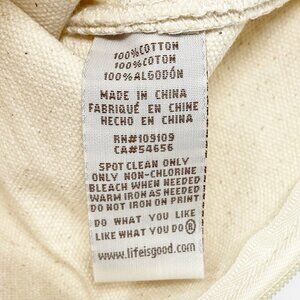 100%COTTON
100%COTON
100%ALGODÓN
MADE IN CHINA
FABRIQUÉ EN CHINE
HECHO EN CHINA
RN#109109
CA#54656
SPOT CLEAN ONLY
ONLY NON-CHLORINE
BLEACH WHEN NEEDED
WARM IRON AS NEEDED
DO NOT IRON ON PRINT
DO WHAT YOU LIKE
LIKE WHAT YOU DO®
www.lifeisgood.com